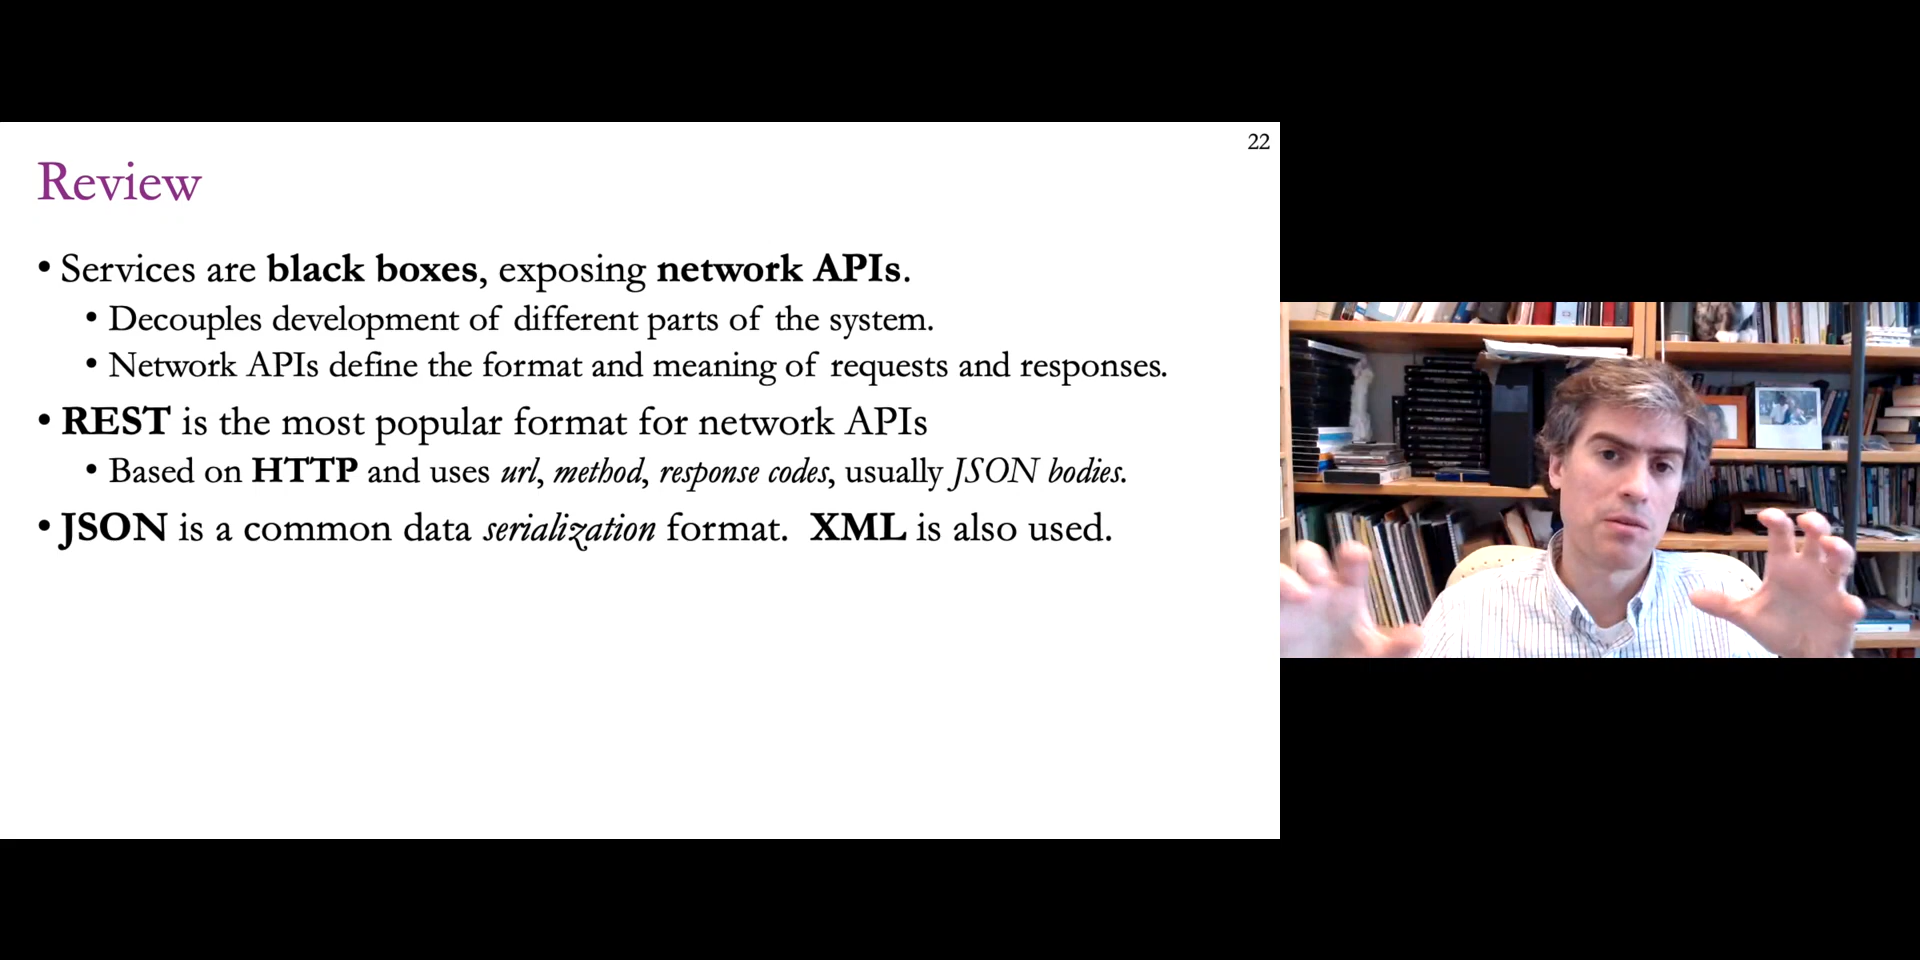 22
Review
• Services are black boxes, exposing network APIs.
• Decouples development of different parts of the system.
• Network APIs define the format and meaning of requests and responses.
• REST is the most popular format for network APIs
• Based on HTTP and uses url, method, response codes, usually JSON bodies.
• JSON is a common data serialization format.  XML is also used.